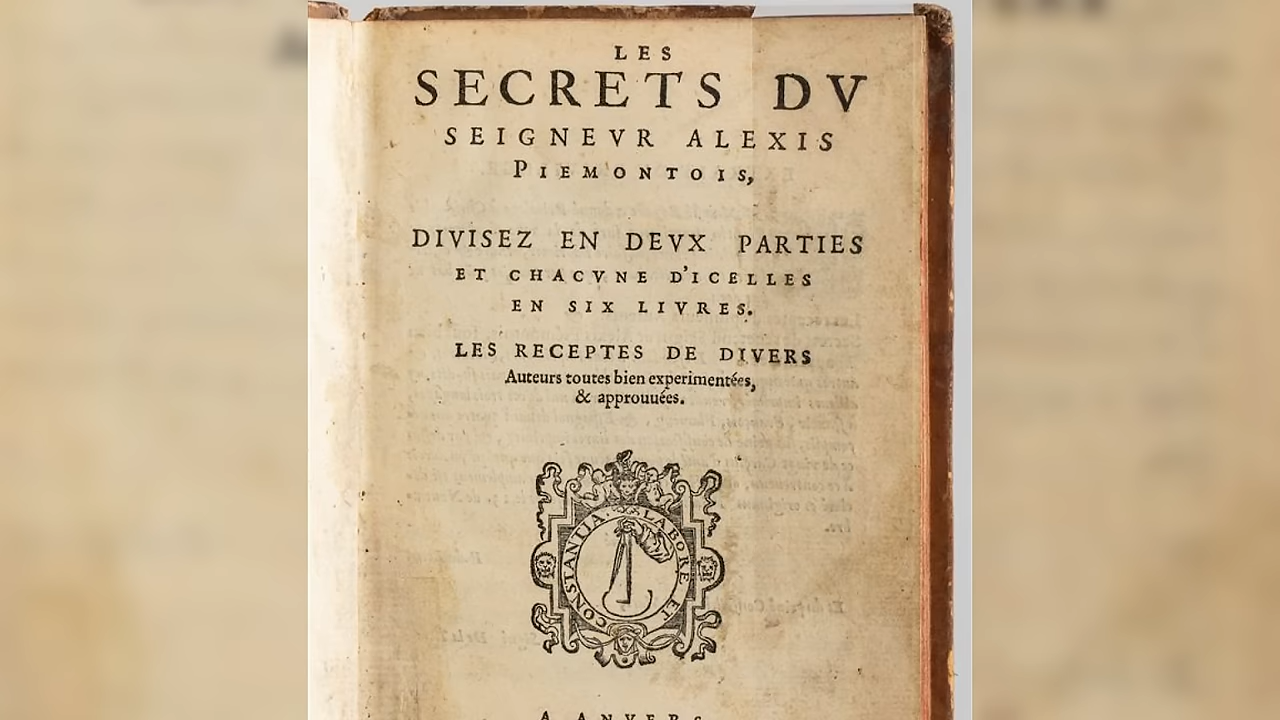 LES
SECRETS DV
SEIGNEVR ALEXIS
PIEMONTOIS,
DIVISEZ EN DEVX PARTIES
ET CHACVNE D'ICELLES
EN SIX LIVRES.
LES RECEPTES DE DIVERS
Auteurs toutes bien experimentées,
& approuuées.
LABORE ET CONSTANTIA
A ANVERS